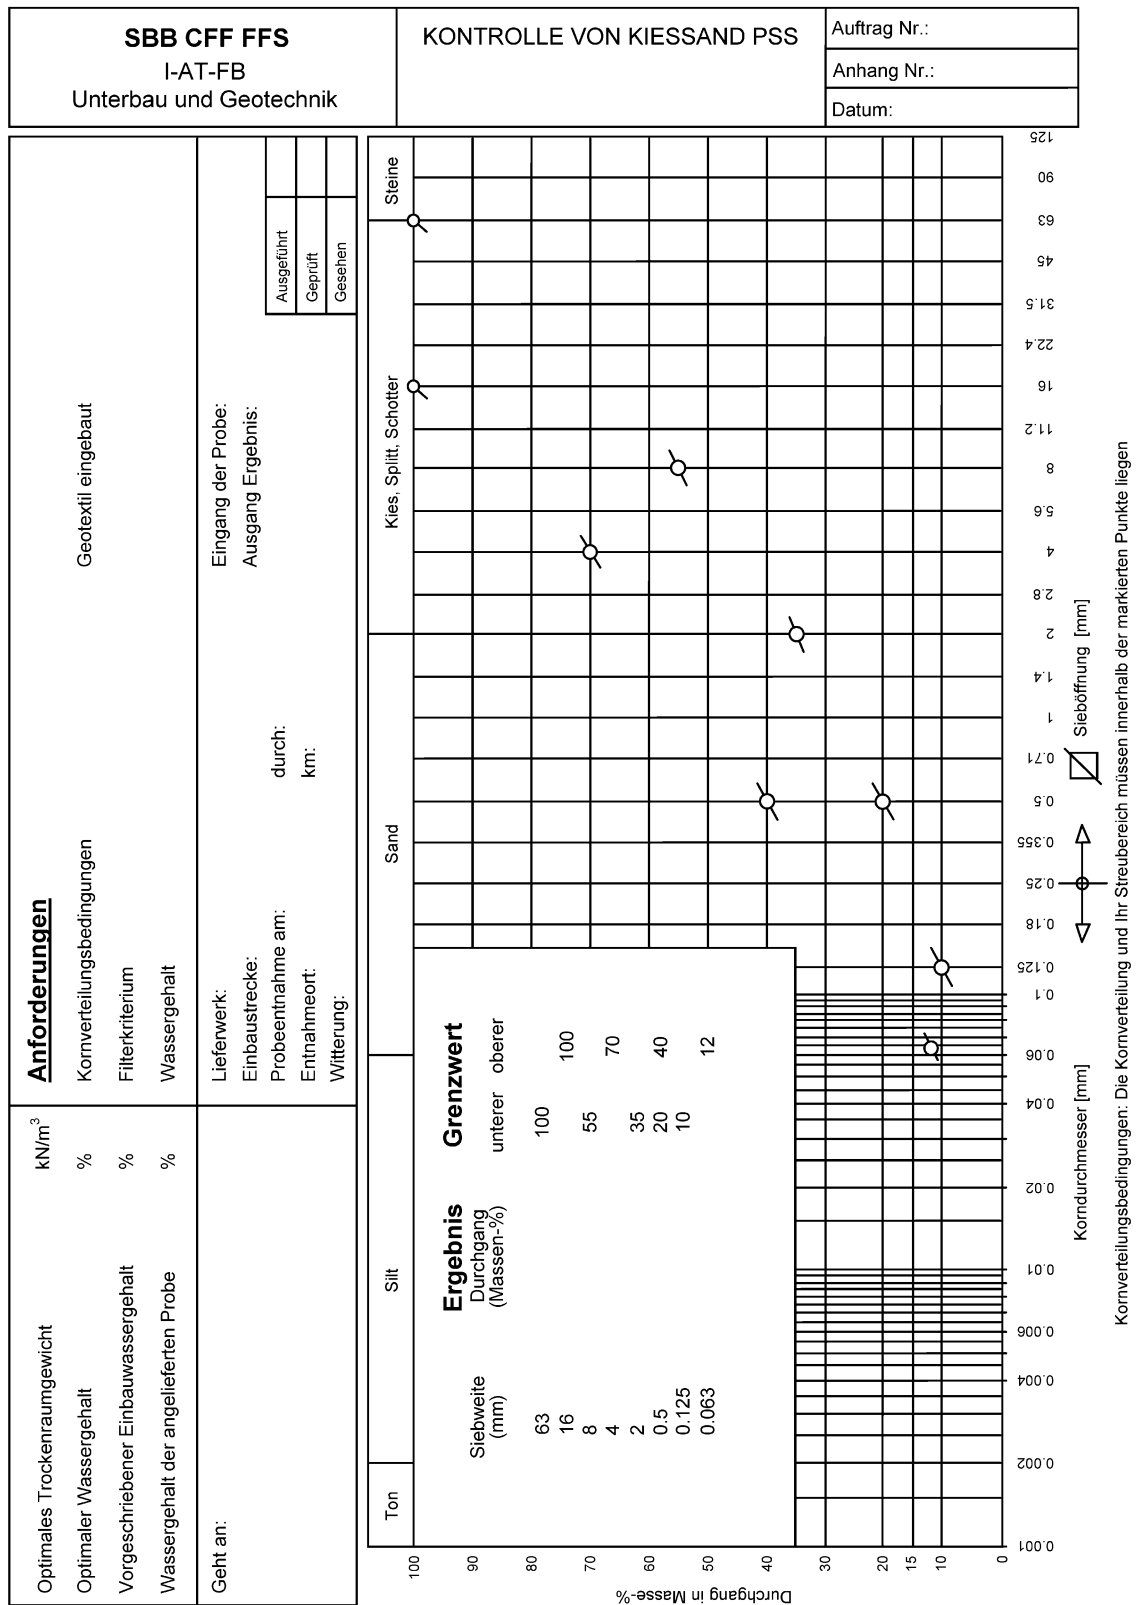 SBB CFF FFS
I-AT-FB
Unterbau und Geotechnik
KONTROLLE VON KIESSAND PSS
Auftrag Nr.:
Anhang Nr.:
Datum:
Optimales Trockenraumgewicht kN/m³
Optimaler Wassergehalt %
Vorgeschriebener Einbauwassergehalt %
Wassergehalt der angelieferten Probe %
Anforderungen
Kornverteilungsbedingungen
Geotextil eingebaut
Filterkriterium
Wassergehalt
Geht an:
Lieferwerk:
Einbaustrecke:
Probeentnahme am:
durch:
Entnahmeort:
km:
Witterung:
Eingang der Probe:
Ausgang Ergebnis:
Ausgeführt
Geprüft
Gesehen
Ton
Silt
Sand
Kies, Splitt, Schotter
Steine
Ergebnis Grenzwert
Siebweite Durchgang unterer oberer
(mm) (Massen-%)
63 100
16 100
8 55
4 70
2 35
0.5 20 40
0.125 10
0.063 12
100
90
80
70
60
50
40
30
20
15
10
0
Durchgang in Masse-%
0.001 0.002 0.004 0.006 0.01 0.02 0.04 0.06 0.1 0.125 0.18 0.25 0.355 0.5 0.71 1 1.4 2 2.8 4 5.6 8 11.2 16 22.4 31.5 45 63 90 125
Korndurchmesser [mm]
Sieböffnung [mm]
Kornverteilungsbedingungen: Die Kornverteilung und Ihr Streubereich müssen innerhalb der markierten Punkte liegen